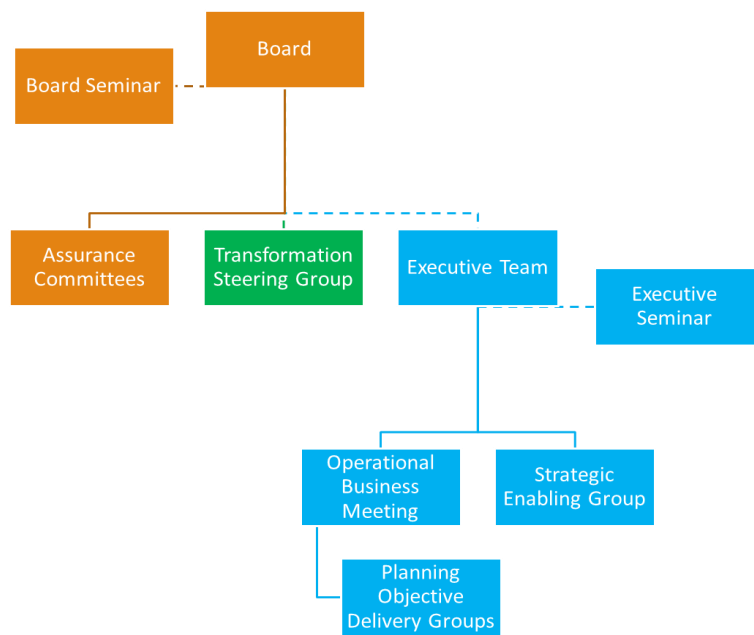 Board
Board Seminar
Assurance
Committees
Transformation
Steering Group
Executive Team
Executive
Seminar
Operational
Business
Meeting
Strategic
Enabling Group
Planning
Objective
Delivery Groups